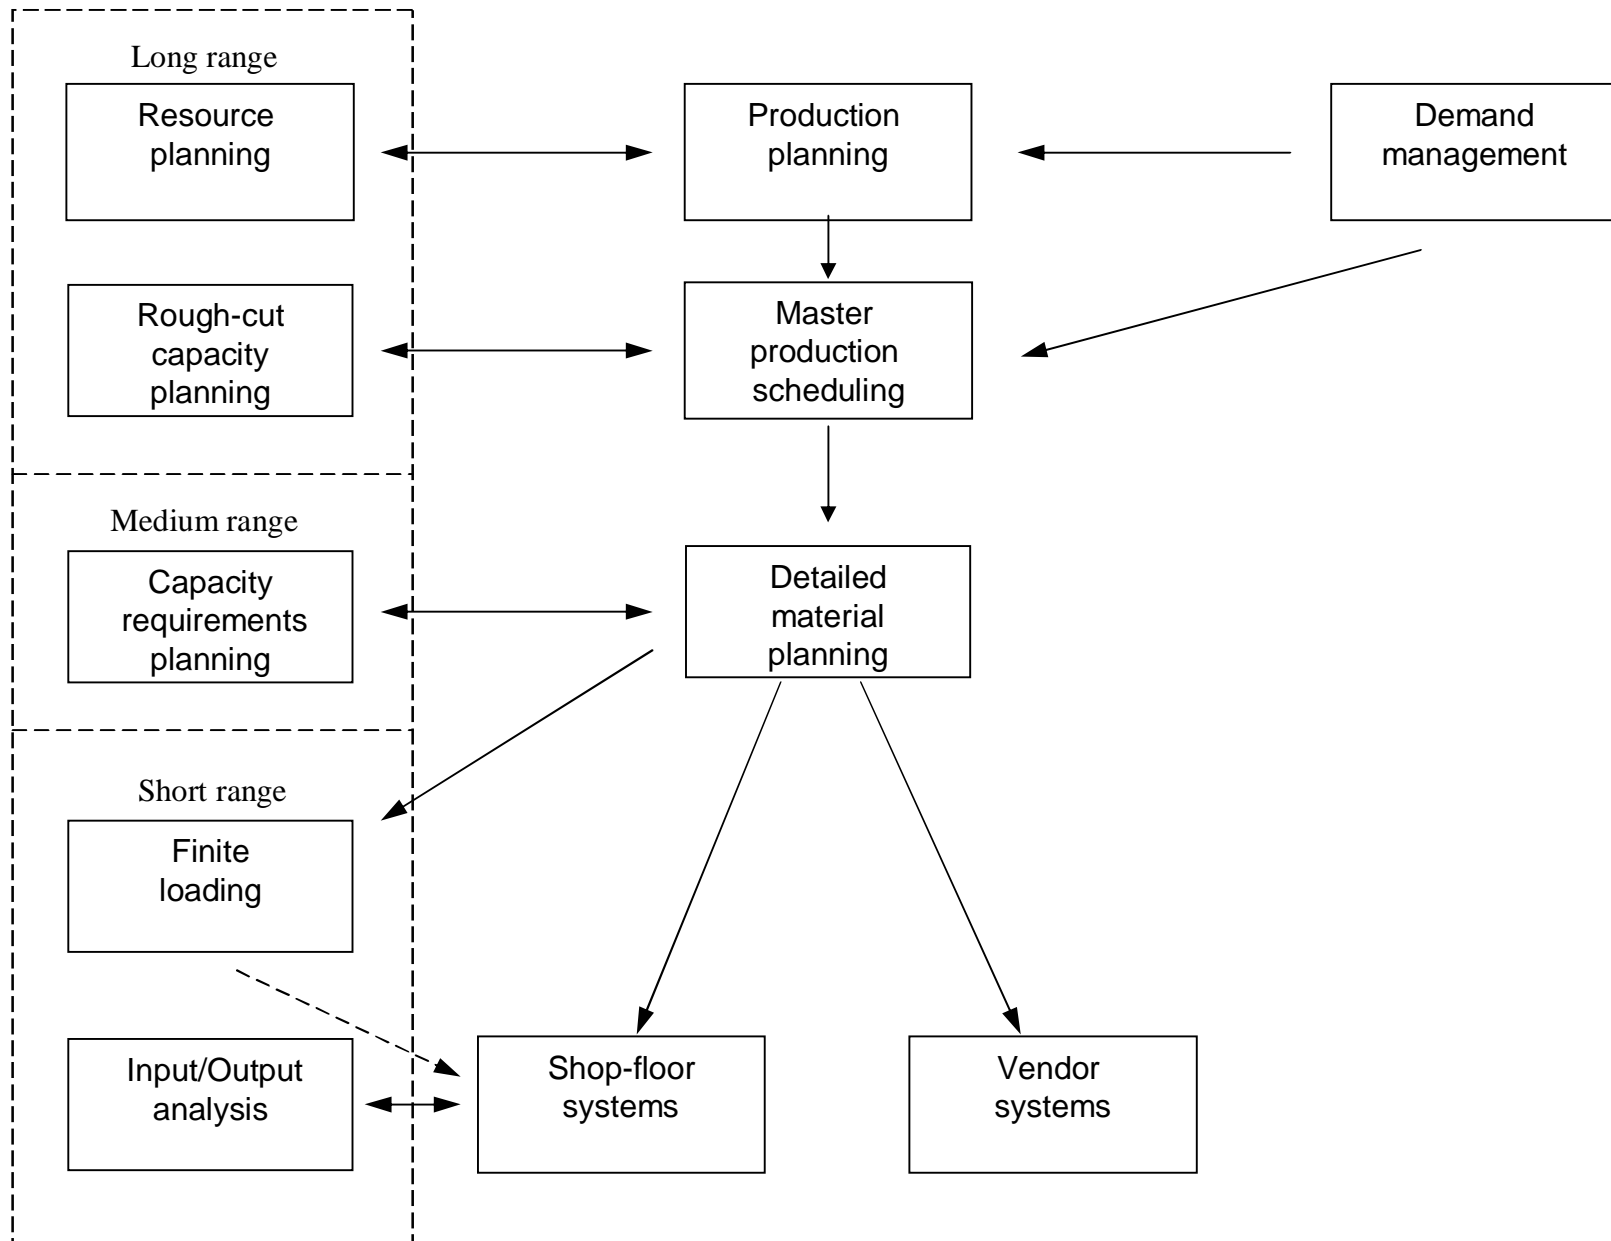 Long range
Resource
planning
Production
planning
Demand
management
Rough-cut
capacity
planning
Master
production
scheduling
Medium range
Capacity
requirements
planning
Detailed
material
planning
Short range
Finite
loading
Input/Output
analysis
Shop-floor
systems
Vendor
systems